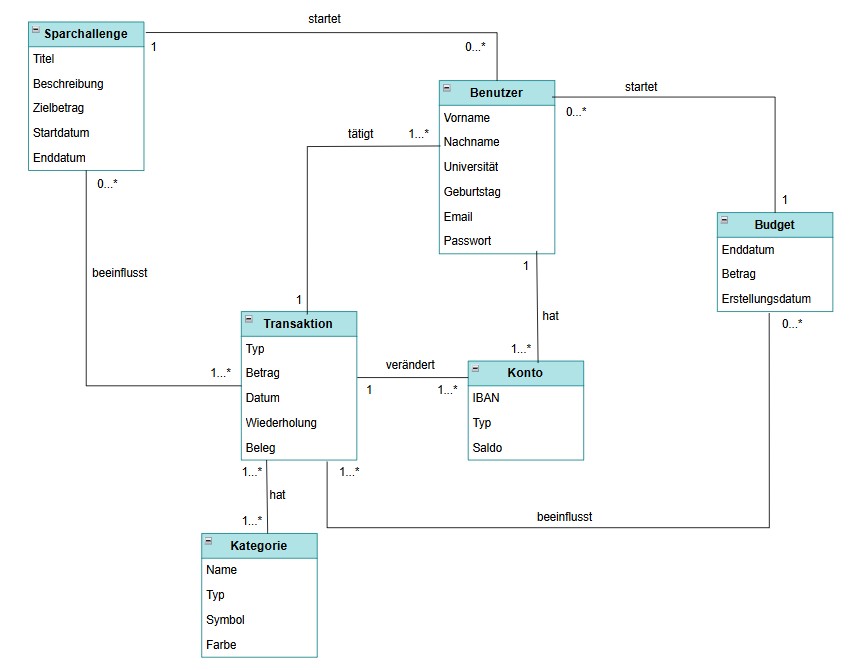 startet
Sparchallenge
1
0...*
Titel
Beschreibung
Zielbetrag
Startdatum
Enddatum
0...*
Benutzer
Vorname
Nachname
Universität
Geburtstag
Email
Passwort
startet
0...*
1
tätigt
1...*
1
Budget
Enddatum
Betrag
Erstellungsdatum
0...*
beeinflusst
1...*
1
hat
1...*
Transaktion
Typ
Betrag
Datum
Wiederholung
Beleg
verändert
1
1...*
Konto
IBAN
Typ
Saldo
1...*
hat
1...*
1...*
beeinflusst
Kategorie
Name
Typ
Symbol
Farbe